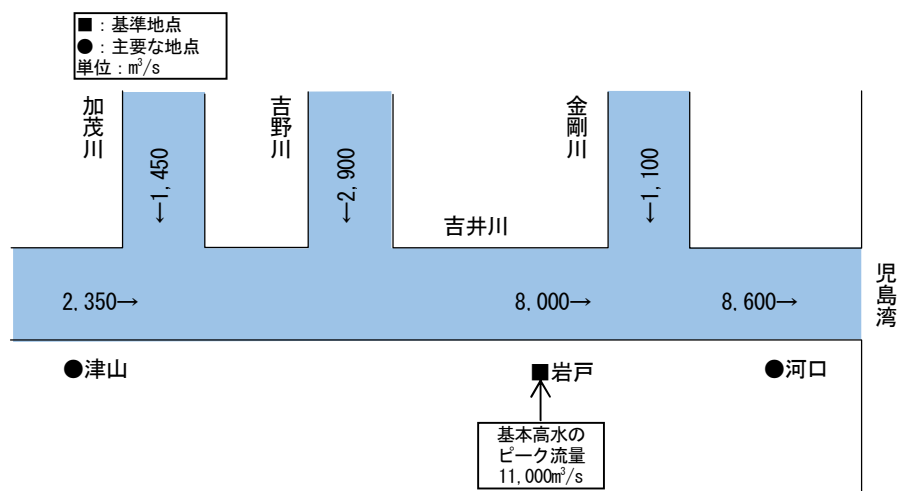 ■：基準地点
●：主要な地点
単位：m³/s
加茂川
吉野川
金剛川
←1,450
←2,900
←1,100
吉井川
児島湾
2,350→
8,000→
8,600→
●津山
■岩戸
●河口
基本高水の
ピーク流量
11,000m³/s